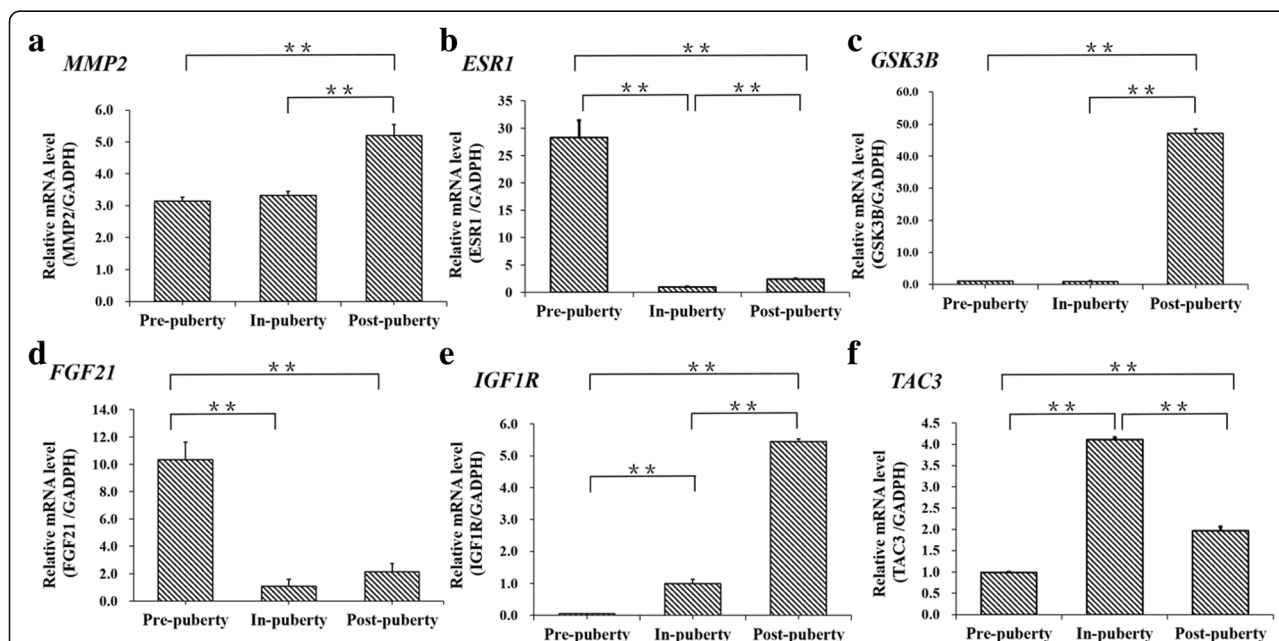 a
MMP2
* *
* *
Relative mRNA level
(MMP2/GADPH)
6.0
5.0
4.0
3.0
2.0
1.0
0.0
Pre-puberty In-puberty Post-puberty
b
ESR1
* *
* * * *
Relative mRNA level
(ESR1 /GADPH)
35
30
25
20
15
10
5
0
Pre-puberty In-puberty Post-puberty
c
GSK3B
* *
* *
Relative mRNA level
(GSK3B/GADPH)
60.0
50.0
40.0
30.0
20.0
10.0
0.0
Pre-puberty In-puberty Post-puberty
d
FGF21
* *
* *
Relative mRNA level
(FGF21 /GADPH)
14.0
12.0
10.0
8.0
6.0
4.0
2.0
0.0
Pre-puberty In-puberty Post-puberty
e
IGF1R
* *
* *
* *
Relative mRNA level
(IGF1R/GADPH)
6.0
5.0
4.0
3.0
2.0
1.0
0.0
Pre-puberty In-puberty Post-puberty
f
TAC3
* *
* * * *
Relative mRNA level
(TAC3 /GADPH)
4.5
4.0
3.5
3.0
2.5
2.0
1.5
1.0
0.5
0.0
Pre-puberty In-puberty Post-puberty